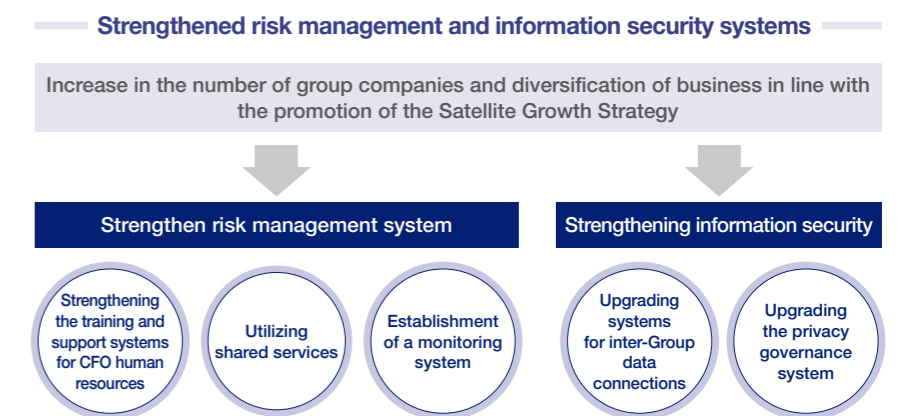 Strengthened risk management and information security systems
Increase in the number of group companies and diversification of business in line with
the promotion of the Satellite Growth Strategy
Strengthen risk management system
Strengthening information security
Strengthening
the training and
support systems
for CFO human
resources
Utilizing
shared services
Establishment
of a monitoring
system
Upgrading
systems
for inter-Group
data
connections
Upgrading
the privacy
governance
system